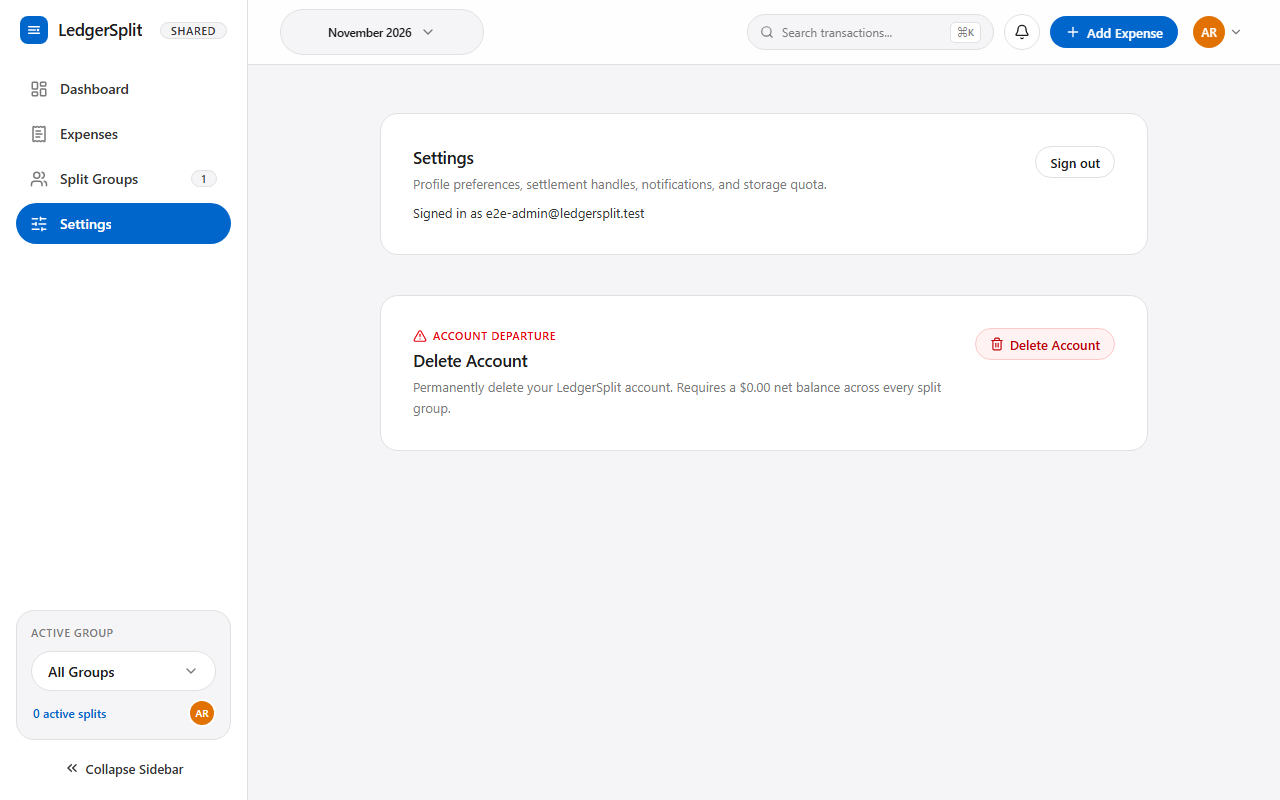 LedgerSplit
SHARED
Dashboard
Expenses
Split Groups
1
Settings
ACTIVE GROUP
All Groups
0 active splits
AR
Collapse Sidebar
November 2026
Search transactions...
⌘K
Add Expense
AR
Settings
Profile preferences, settlement handles, notifications, and storage quota.
Signed in as e2e-admin@ledgersplit.test
Sign out
ACCOUNT DEPARTURE
Delete Account
Permanently delete your LedgerSplit account. Requires a $0.00 net balance across every split
group.
Delete Account